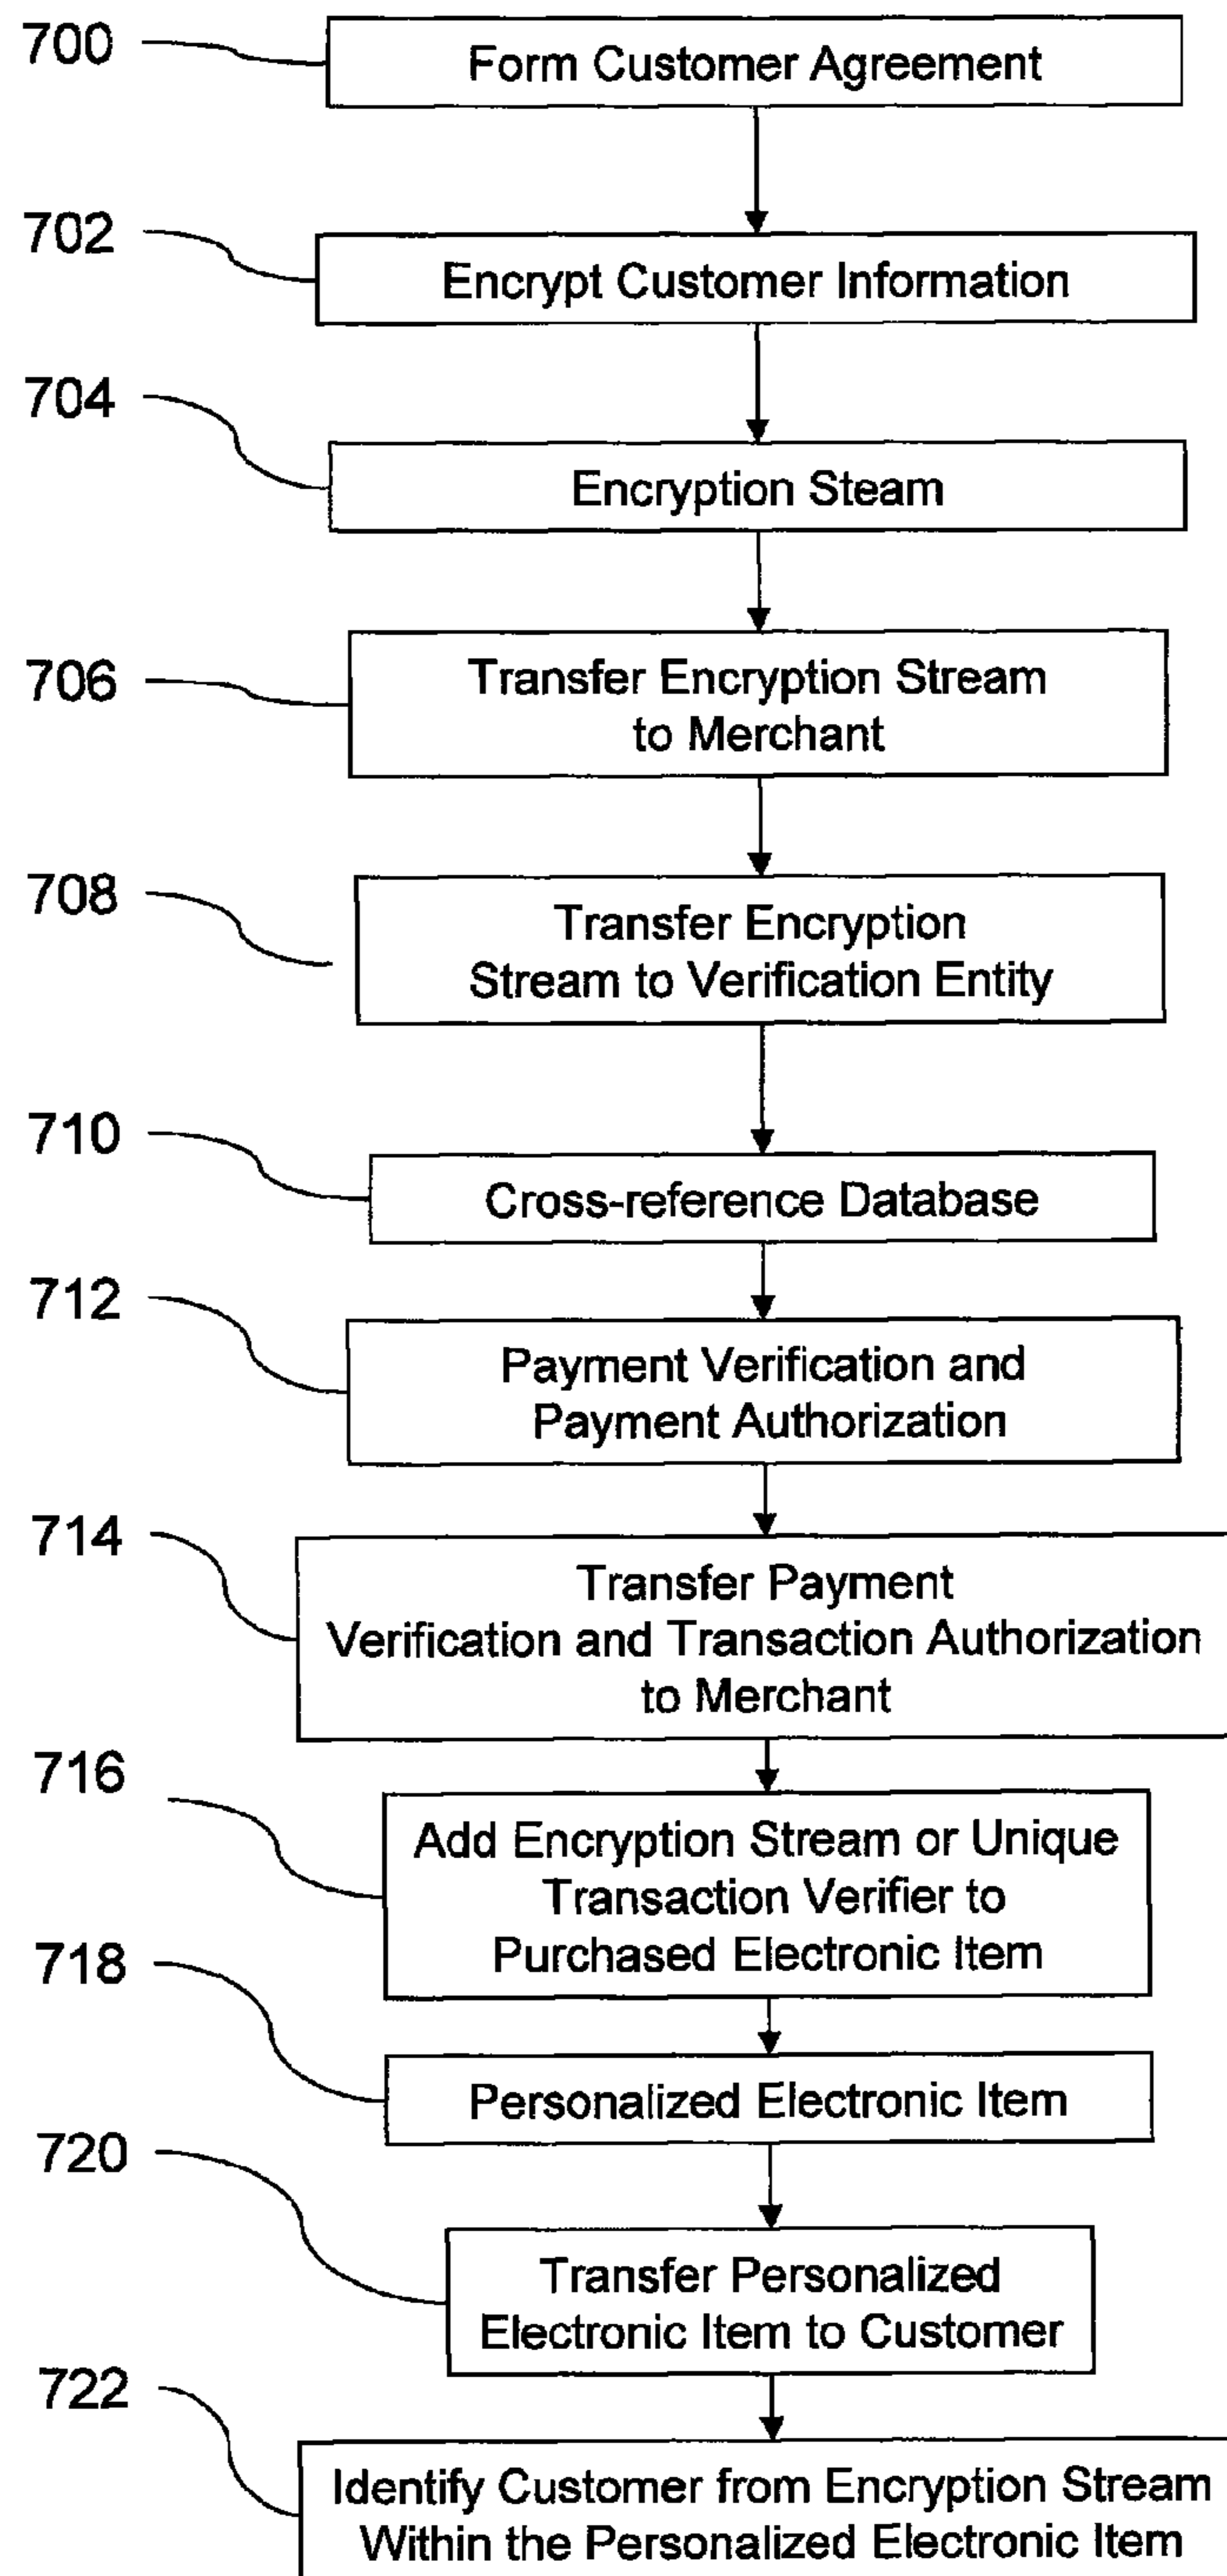 700
Form Customer Agreement
702
Encrypt Customer Information
704
Encryption Steam
706
Transfer Encryption Stream
to Merchant
708
Transfer Encryption
Stream to Verification Entity
710
Cross-reference Database
712
Payment Verification and
Payment Authorization
714
Transfer Payment
Verification and Transaction Authorization
to Merchant
716
Add Encryption Stream or Unique
Transaction Verifier to
Purchased Electronic Item
718
Personalized Electronic Item
720
Transfer Personalized
Electronic Item to Customer
722
Identify Customer from Encryption Stream
Within the Personalized Electronic Item